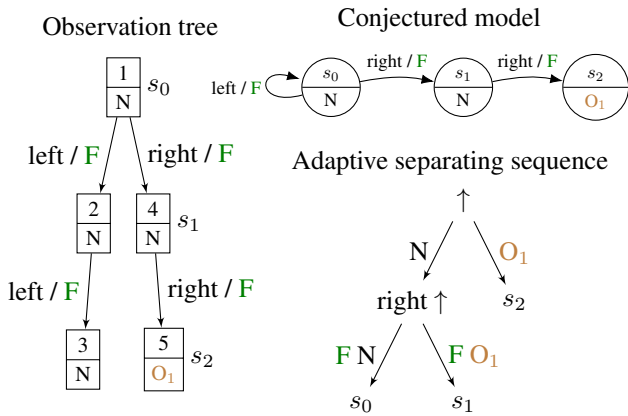 Observation tree
1
N
s₀
left / F
right / F
2
N
4
N
s₁
left / F
right / F
3
N
5
O₁
s₂
Conjectured model
left / F
s₀
N
right / F
s₁
N
right / F
s₂
O₁
Adaptive separating sequence
↑
N
O₁
right ↑
s₂
F N
F O₁
s₀
s₁